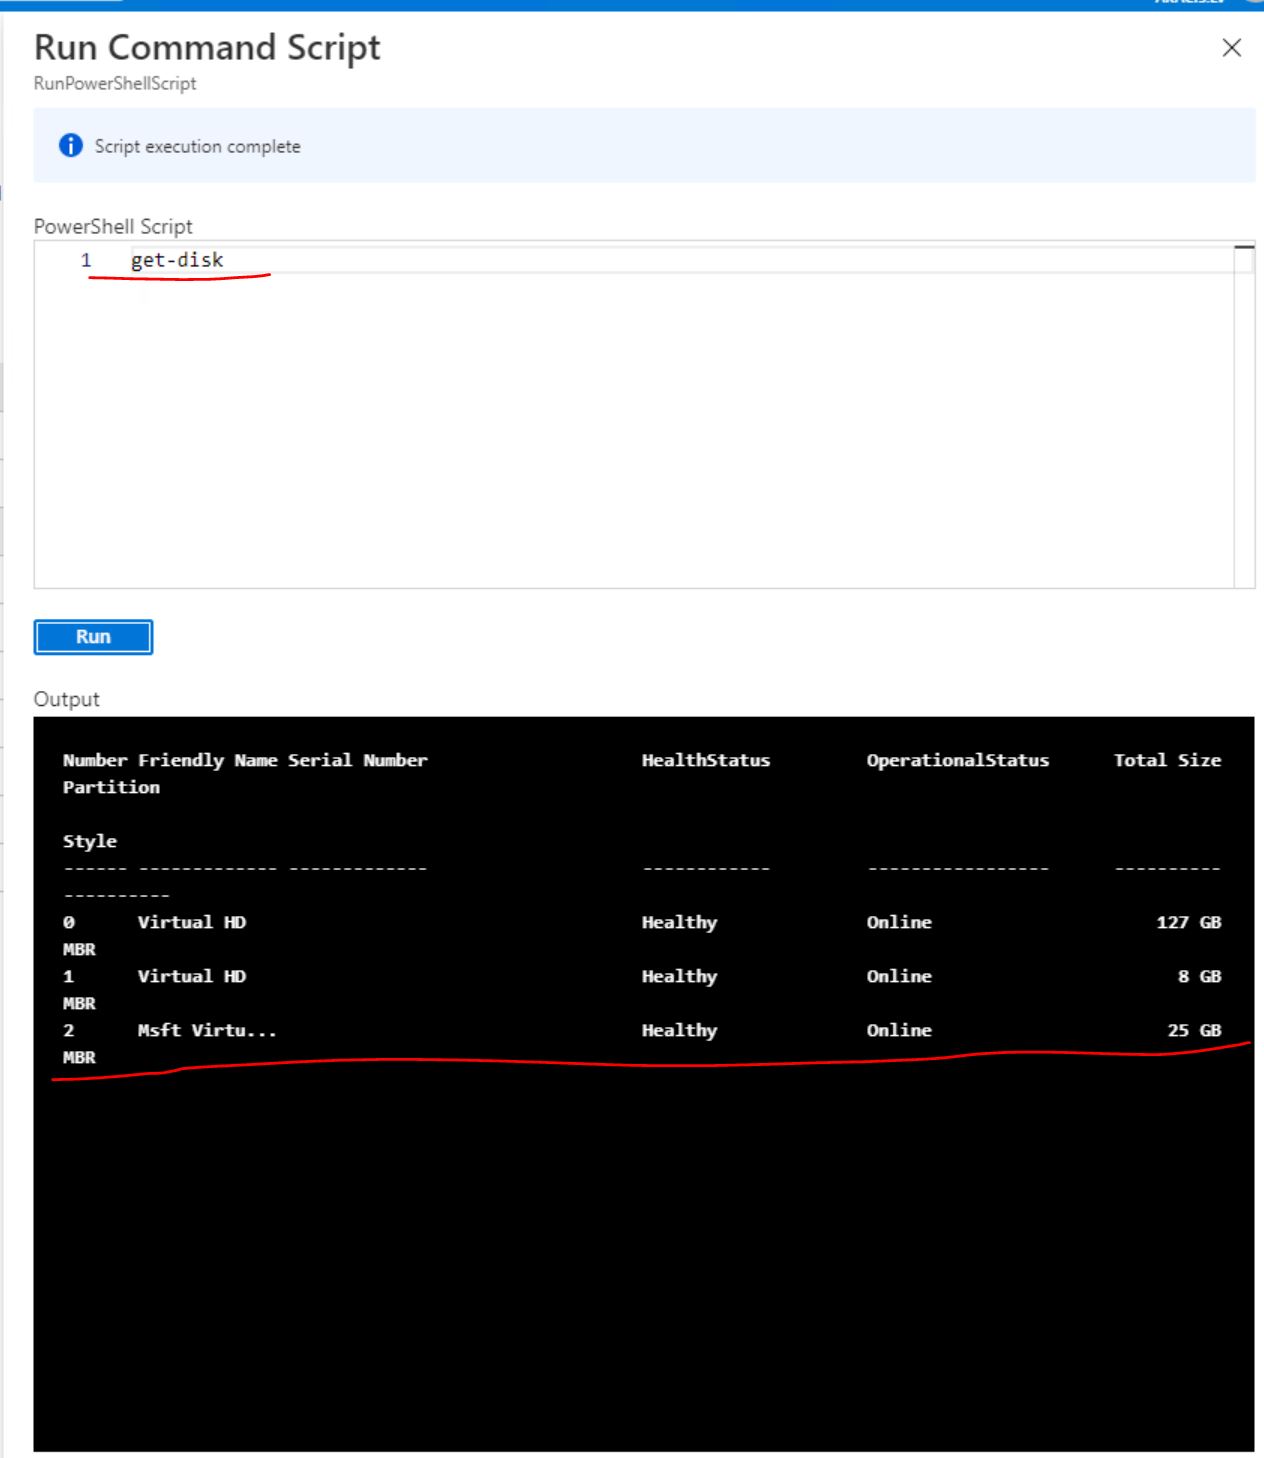 Run Command Script
RunPowerShellScript
Script execution complete
PowerShell Script
1 get-disk
Run
Output
Number Friendly Name Serial Number HealthStatus OperationalStatus Total Size
Partition
Style
------ ------------- ------------- ------------ ----------------- ----------
----------
0 Virtual HD Healthy Online 127 GB
MBR
1 Virtual HD Healthy Online 8 GB
MBR
2 Msft Virtu... Healthy Online 25 GB
MBR